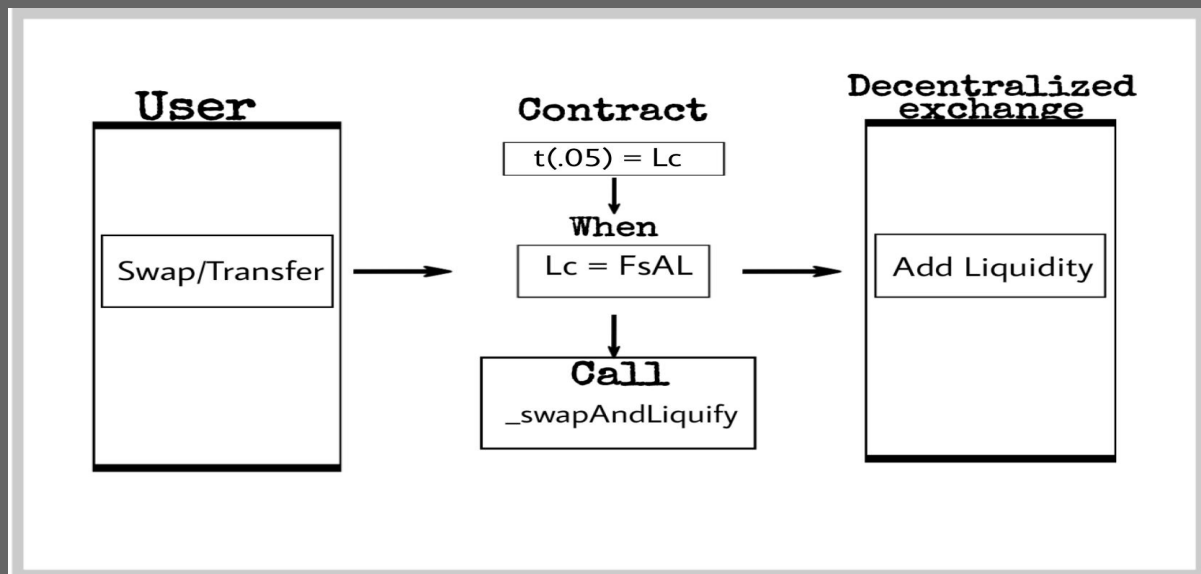 User
Swap/Transfer
Contract
t(.05) = Lc
When
Lc = FsAL
Call
_swapAndLiquify
Decentralized
exchange
Add Liquidity